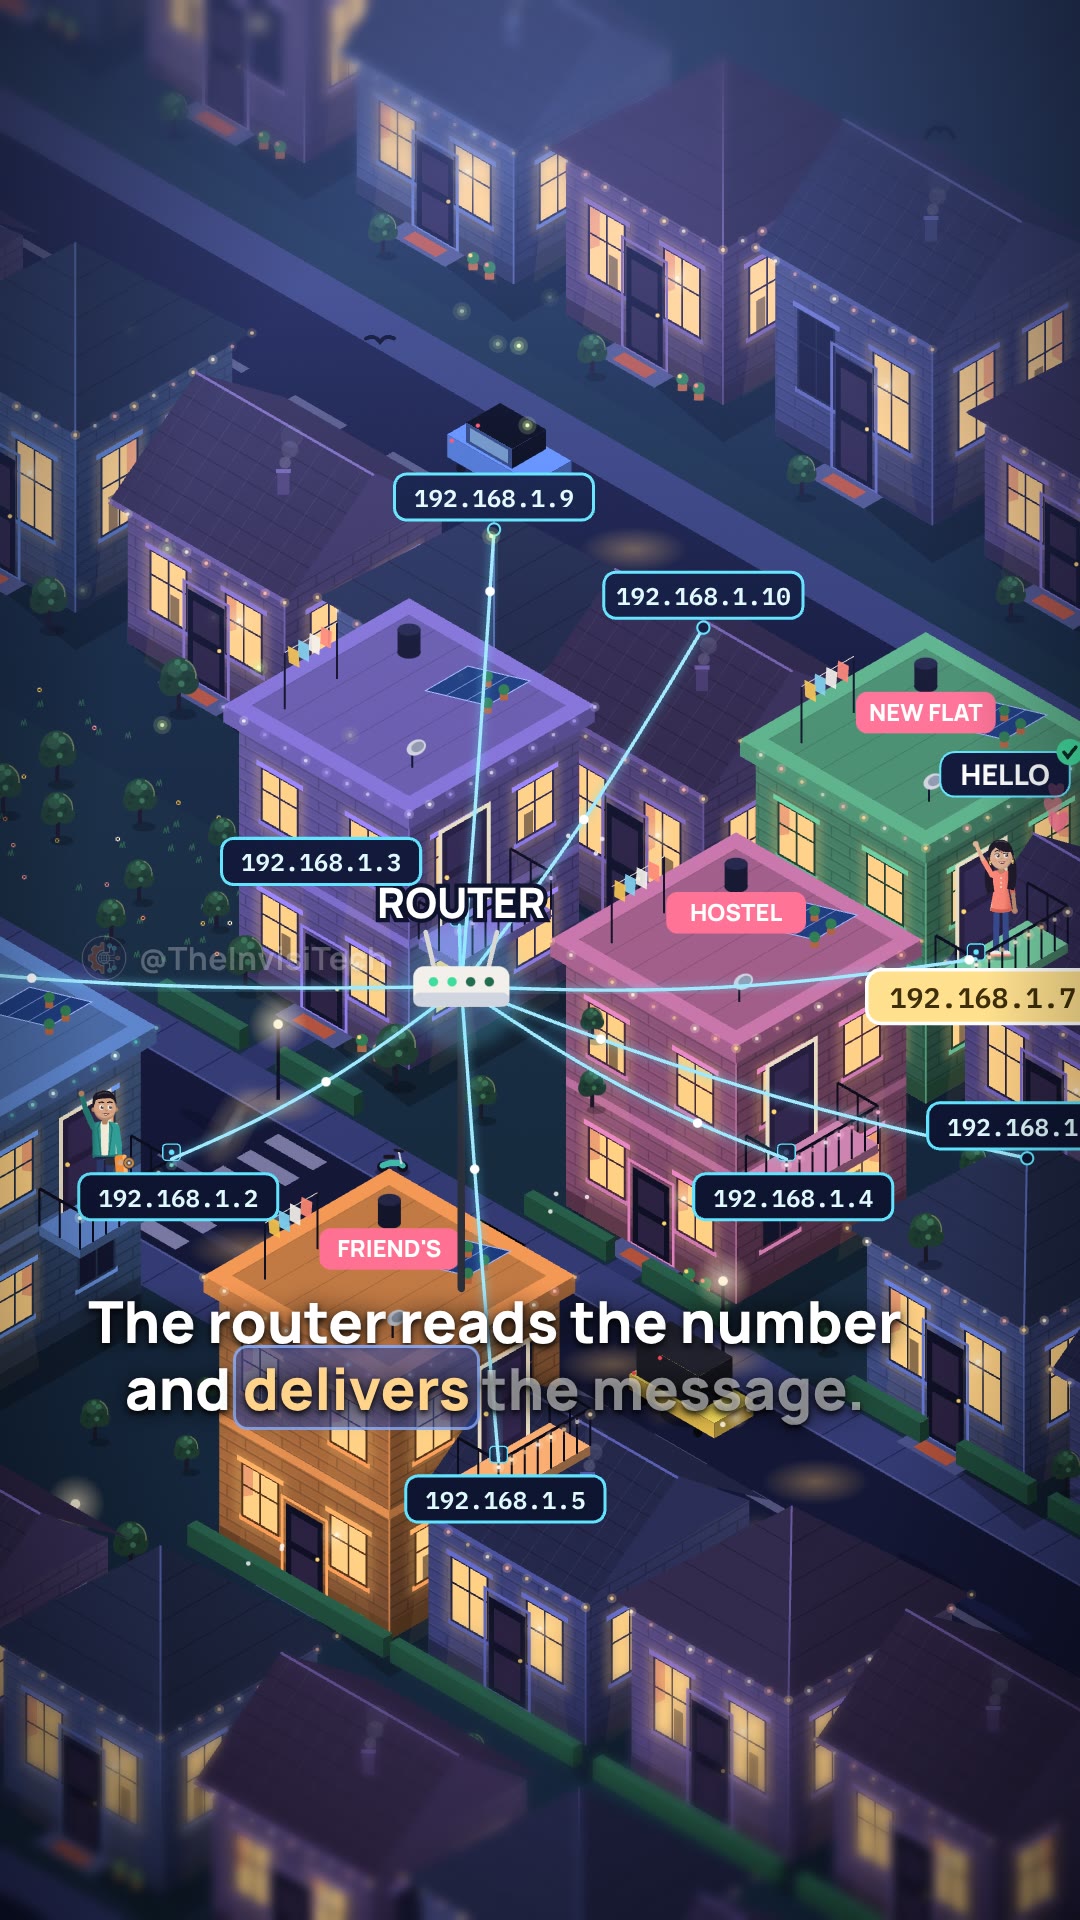 192.168.1.9
192.168.1.10
NEW FLAT
HELLO
192.168.1.3
ROUTER
HOSTEL
@TheInvisiTech
192.168.1.7
192.168.1
192.168.1.2
192.168.1.4
FRIEND'S
The router reads the number
and delivers the message.
192.168.1.5